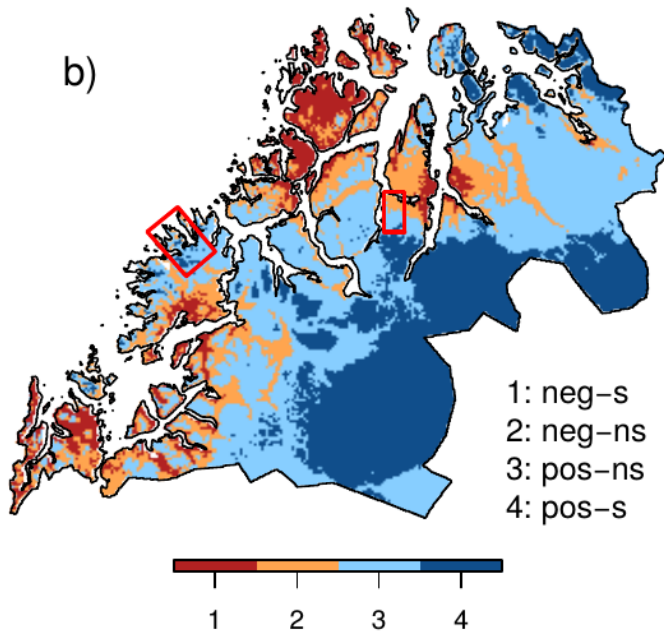 b)
1: neg−s
2: neg−ns
3: pos−ns
4: pos−s
1 2 3 4